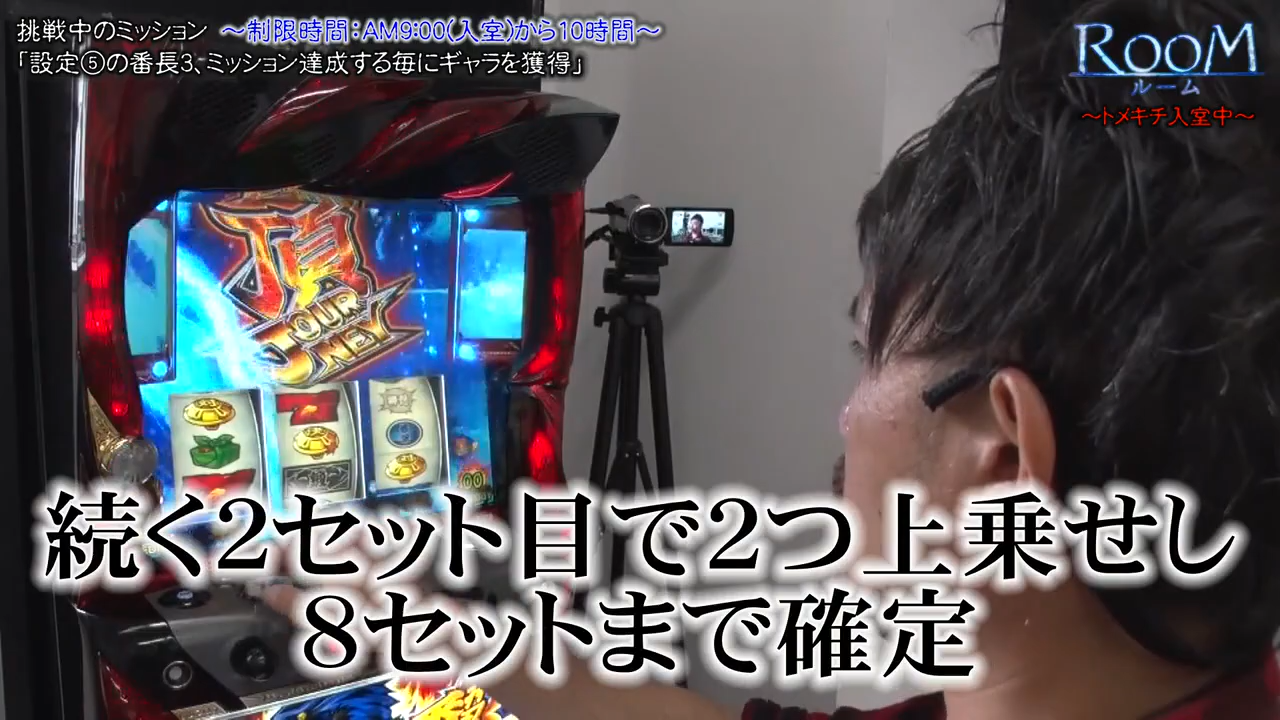 挑戦中のミッション ～制限時間：AM9:00(入室)から10時間～
「設定⑤の番長3、ミッション達成する毎にギャラを獲得」
ROOM
ルーム
～トメキチ入室中～
頂
JOURNEY
00
続く2セット目で2つ上乗せし
8セットまで確定